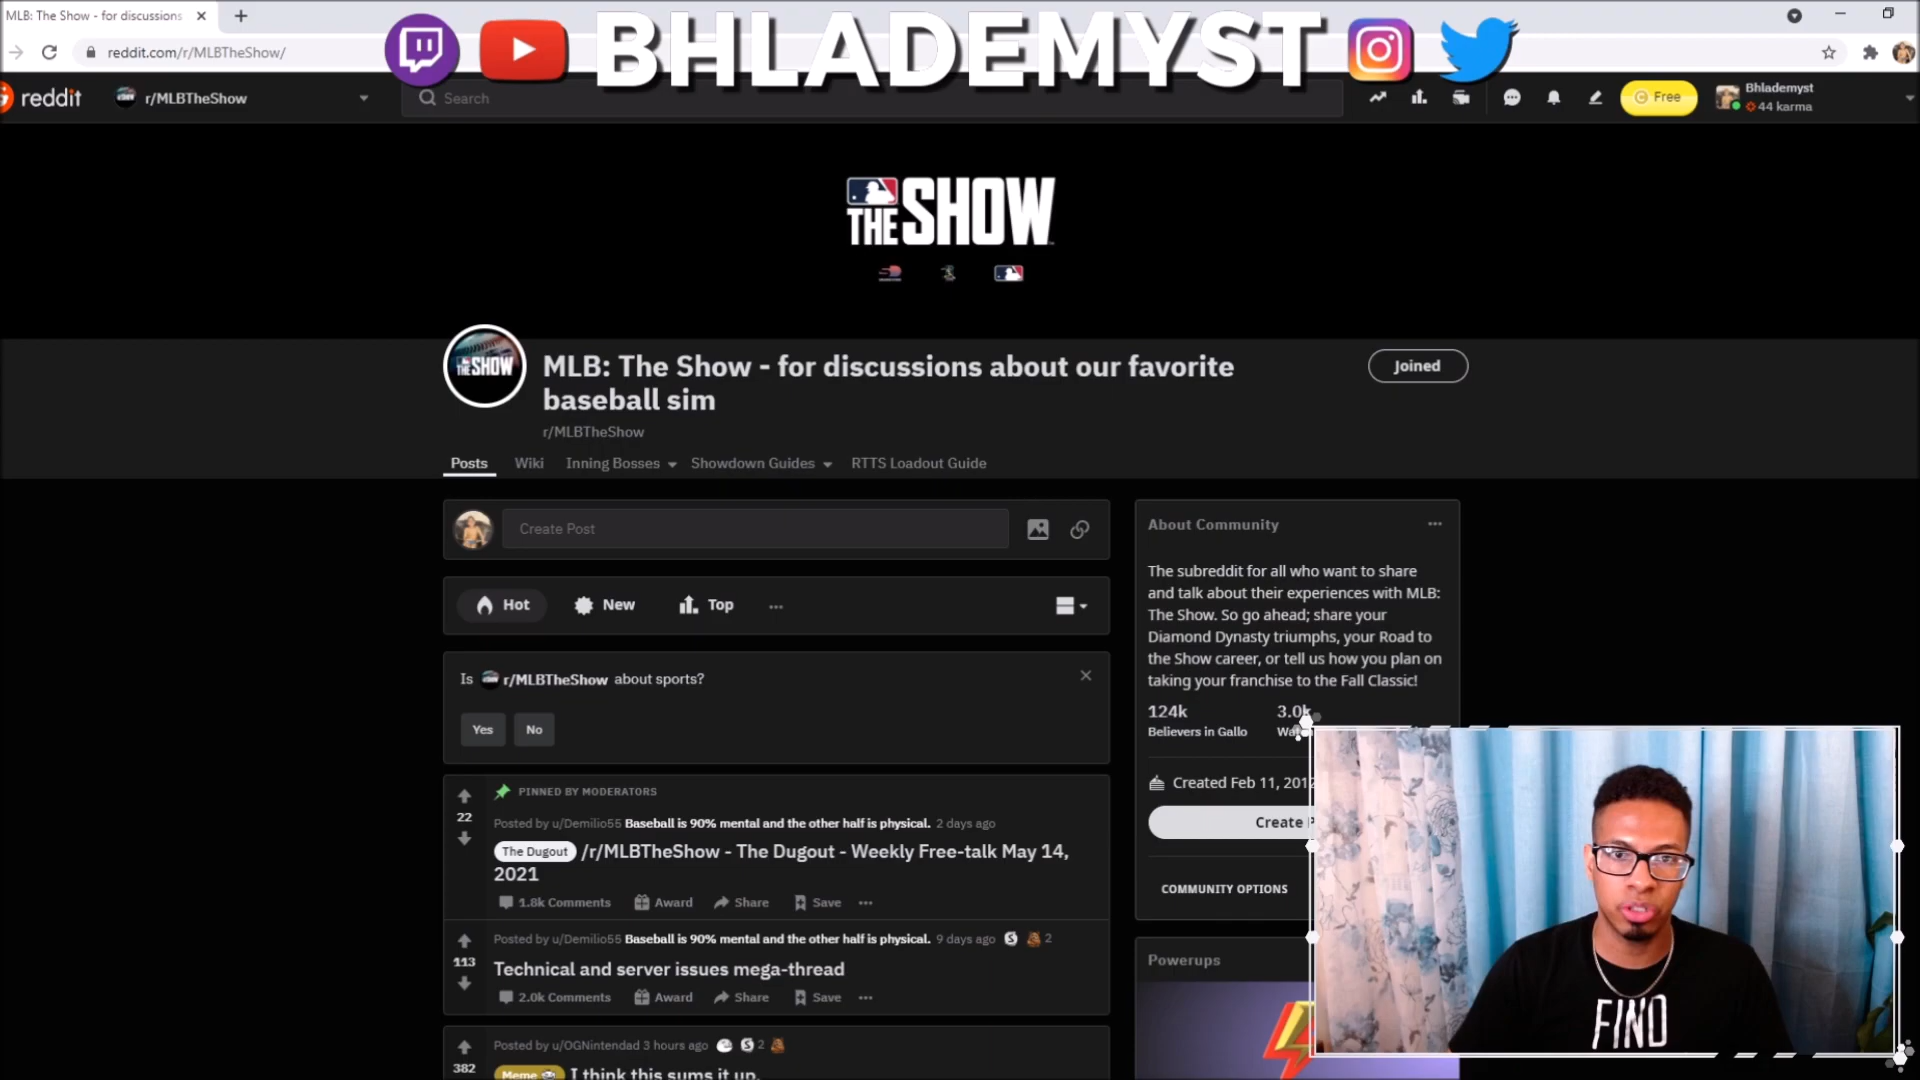 MLB: The Show - for discussions
reddit.com/r/MLBTheShow/
BHLADEMYST
reddit
r/MLBTheShow
Search
Free
Bhlademyst
44 karma
THE SHOW
MLB: The Show - for discussions about our favorite
baseball sim
r/MLBTheShow
Joined
Posts
Wiki
Inning Bosses
Showdown Guides
RTTS Loadout Guide
Create Post
Hot
New
Top
Is r/MLBTheShow about sports?
Yes
No
PINNED BY MODERATORS
22
Posted by u/Demilio55 Baseball is 90% mental and the other half is physical. 2 days ago
The Dugout /r/MLBTheShow - The Dugout - Weekly Free-talk May 14,
2021
1.8k Comments
Award
Share
Save
Posted by u/Demilio55 Baseball is 90% mental and the other half is physical. 9 days ago 2
113
Technical and server issues mega-thread
2.0k Comments
Award
Share
Save
Posted by u/OGNintendad 3 hours ago 2
382
Meme I think this sums it up.
About Community
The subreddit for all who want to share
and talk about their experiences with MLB:
The Show. So go ahead; share your
Diamond Dynasty triumphs, your Road to
the Show career, or tell us how you plan on
taking your franchise to the Fall Classic!
124k
3.0k
Believers in Gallo
Created Feb 11, 2012
Create
COMMUNITY OPTIONS
Powerups
FIND